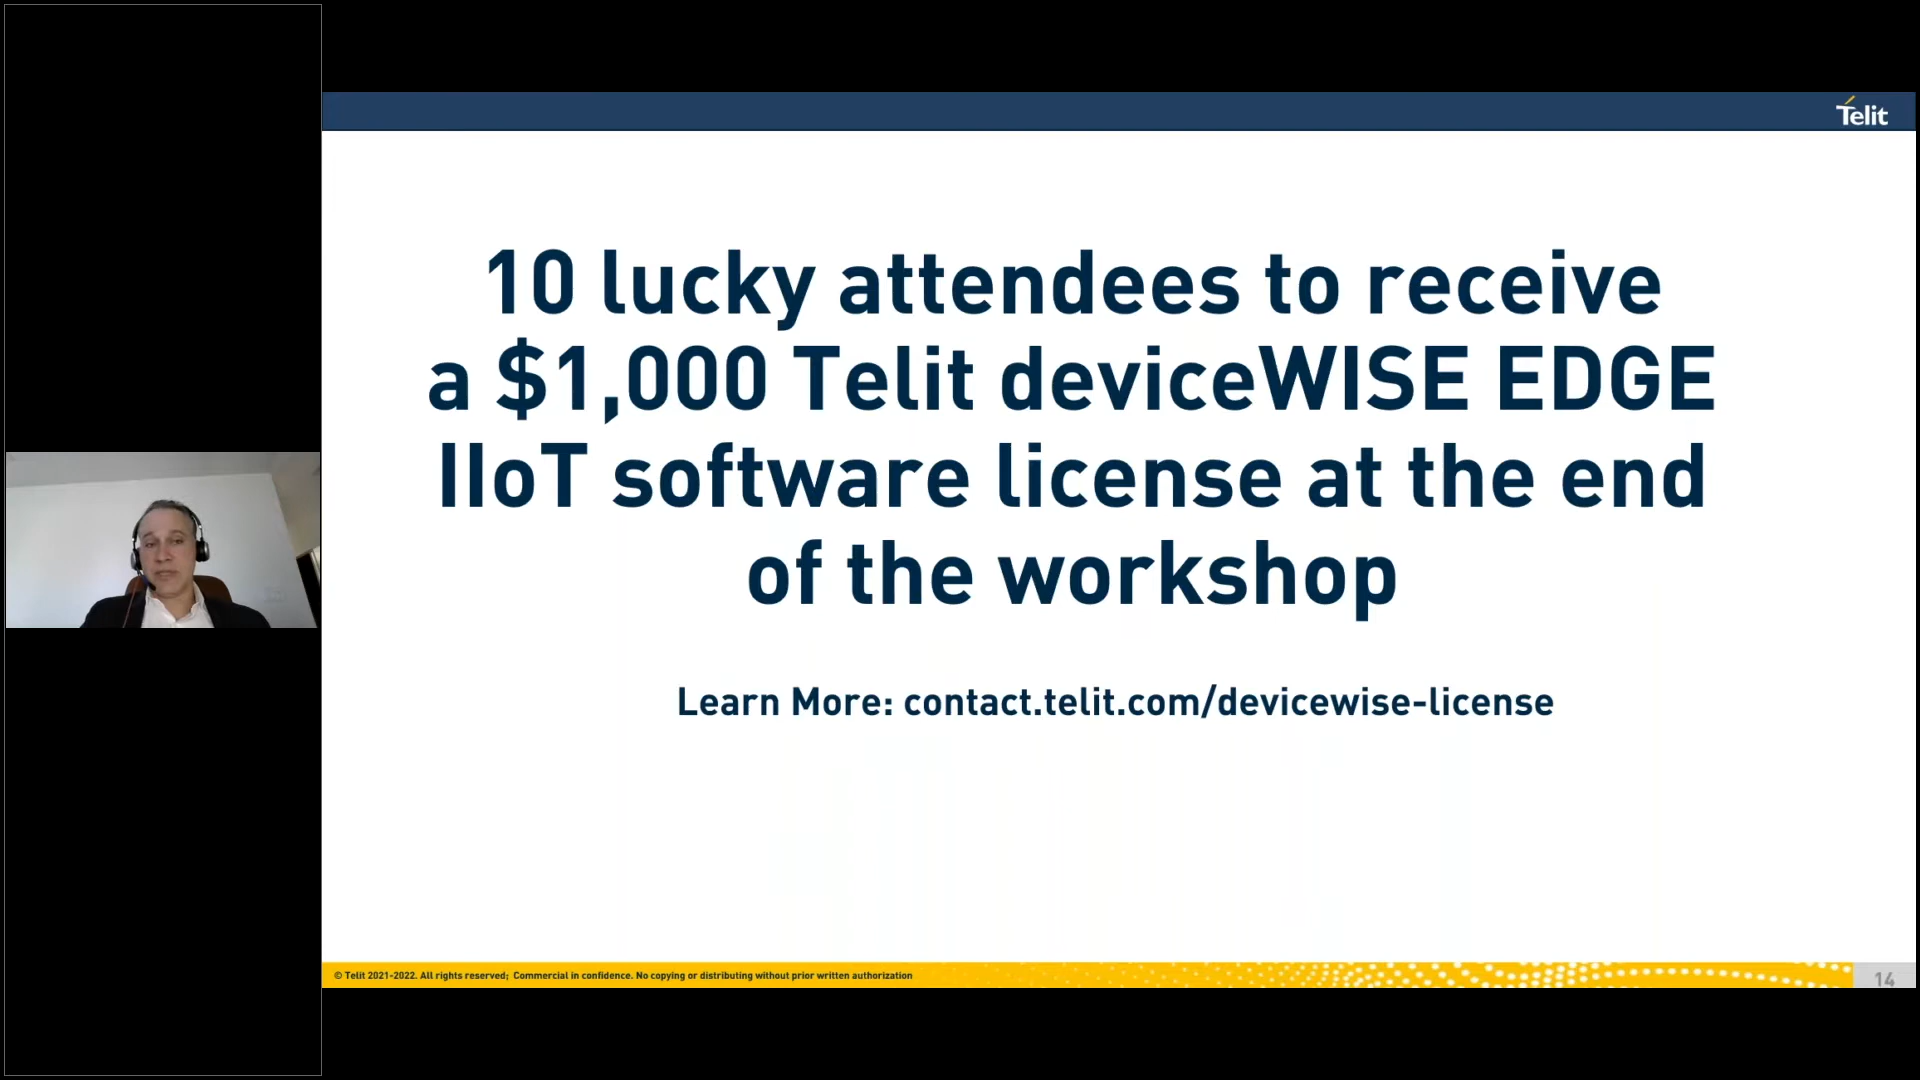 Telit
10 lucky attendees to receive
a $1,000 Telit deviceWISE EDGE
IIoT software license at the end
of the workshop
Learn More: contact.telit.com/devicewise-license
© Telit 2021-2022. All rights reserved; Commercial in confidence. No copying or distributing without prior written authorization
14